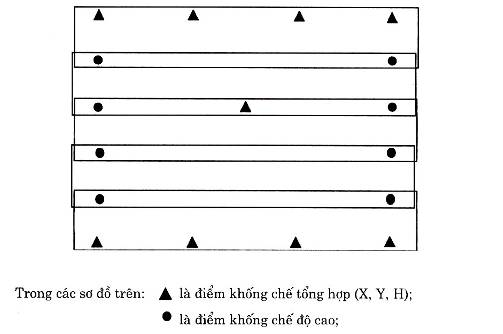 Trong các sơ đồ trên: ▲ là điểm khống chế tổng hợp (X, Y, H);
● là điểm khống chế độ cao;